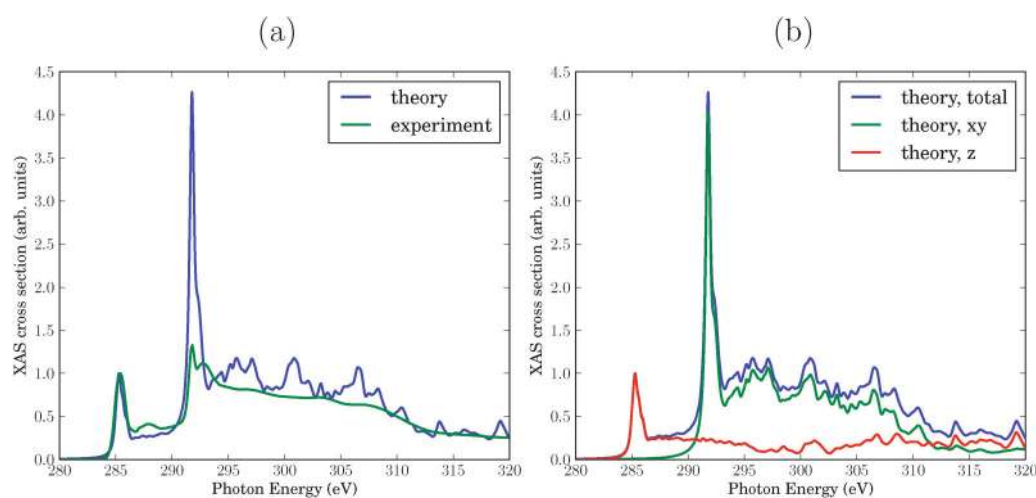 (a)
4.5
4.0
3.5
3.0
2.5
2.0
1.5
1.0
0.5
0.0
XAS cross section (arb. units)
theory
experiment
280 285 290 295 300 305 310 315 320
Photon Energy (eV)
(b)
4.5
4.0
3.5
3.0
2.5
2.0
1.5
1.0
0.5
0.0
XAS cross section (arb. units)
theory, total
theory, xy
theory, z
280 285 290 295 300 305 310 315 320
Photon Energy (eV)